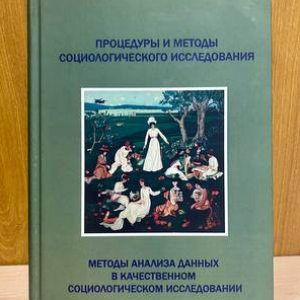 ПРОЦЕДУРЫ И МЕТОДЫ
СОЦИОЛОГИЧЕСКОГО ИССЛЕДОВАНИЯ
МЕТОДЫ АНАЛИЗА ДАННЫХ
В КАЧЕСТВЕННОМ
СОЦИОЛОГИЧЕСКОМ ИССЛЕДОВАНИИ